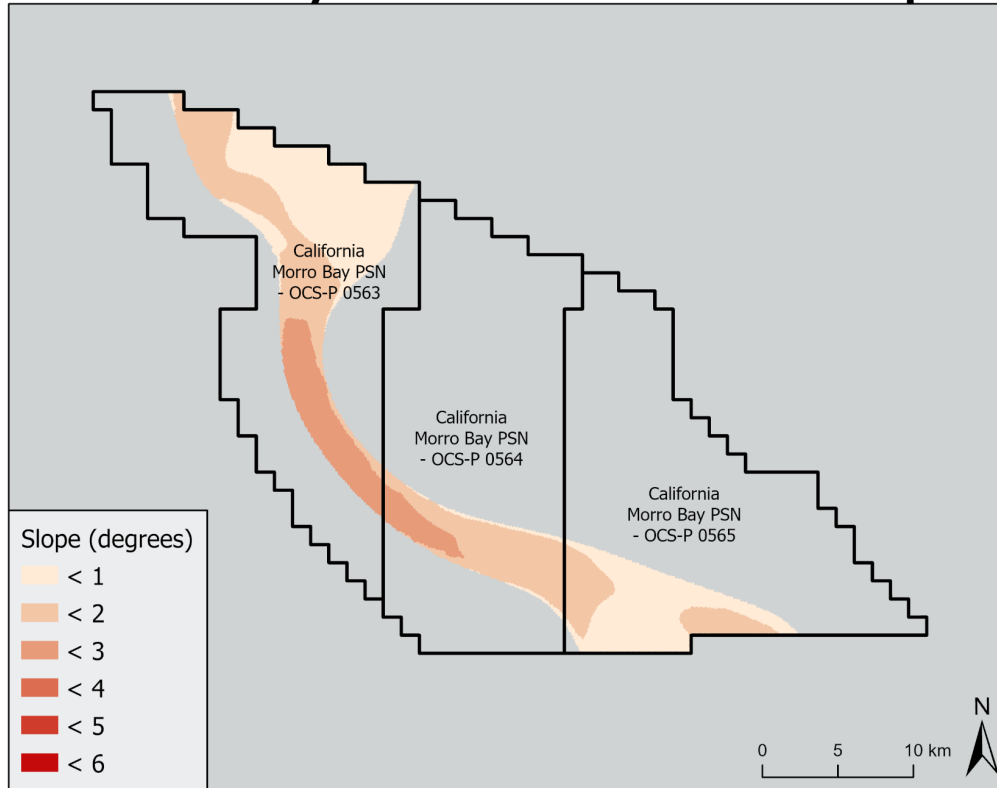 California
Morro Bay PSN
- OCS-P 0563
California
Morro Bay PSN
- OCS-P 0564
California
Morro Bay PSN
- OCS-P 0565
Slope (degrees)
< 1
< 2
< 3
< 4
< 5
< 6
N
0 5 10 km